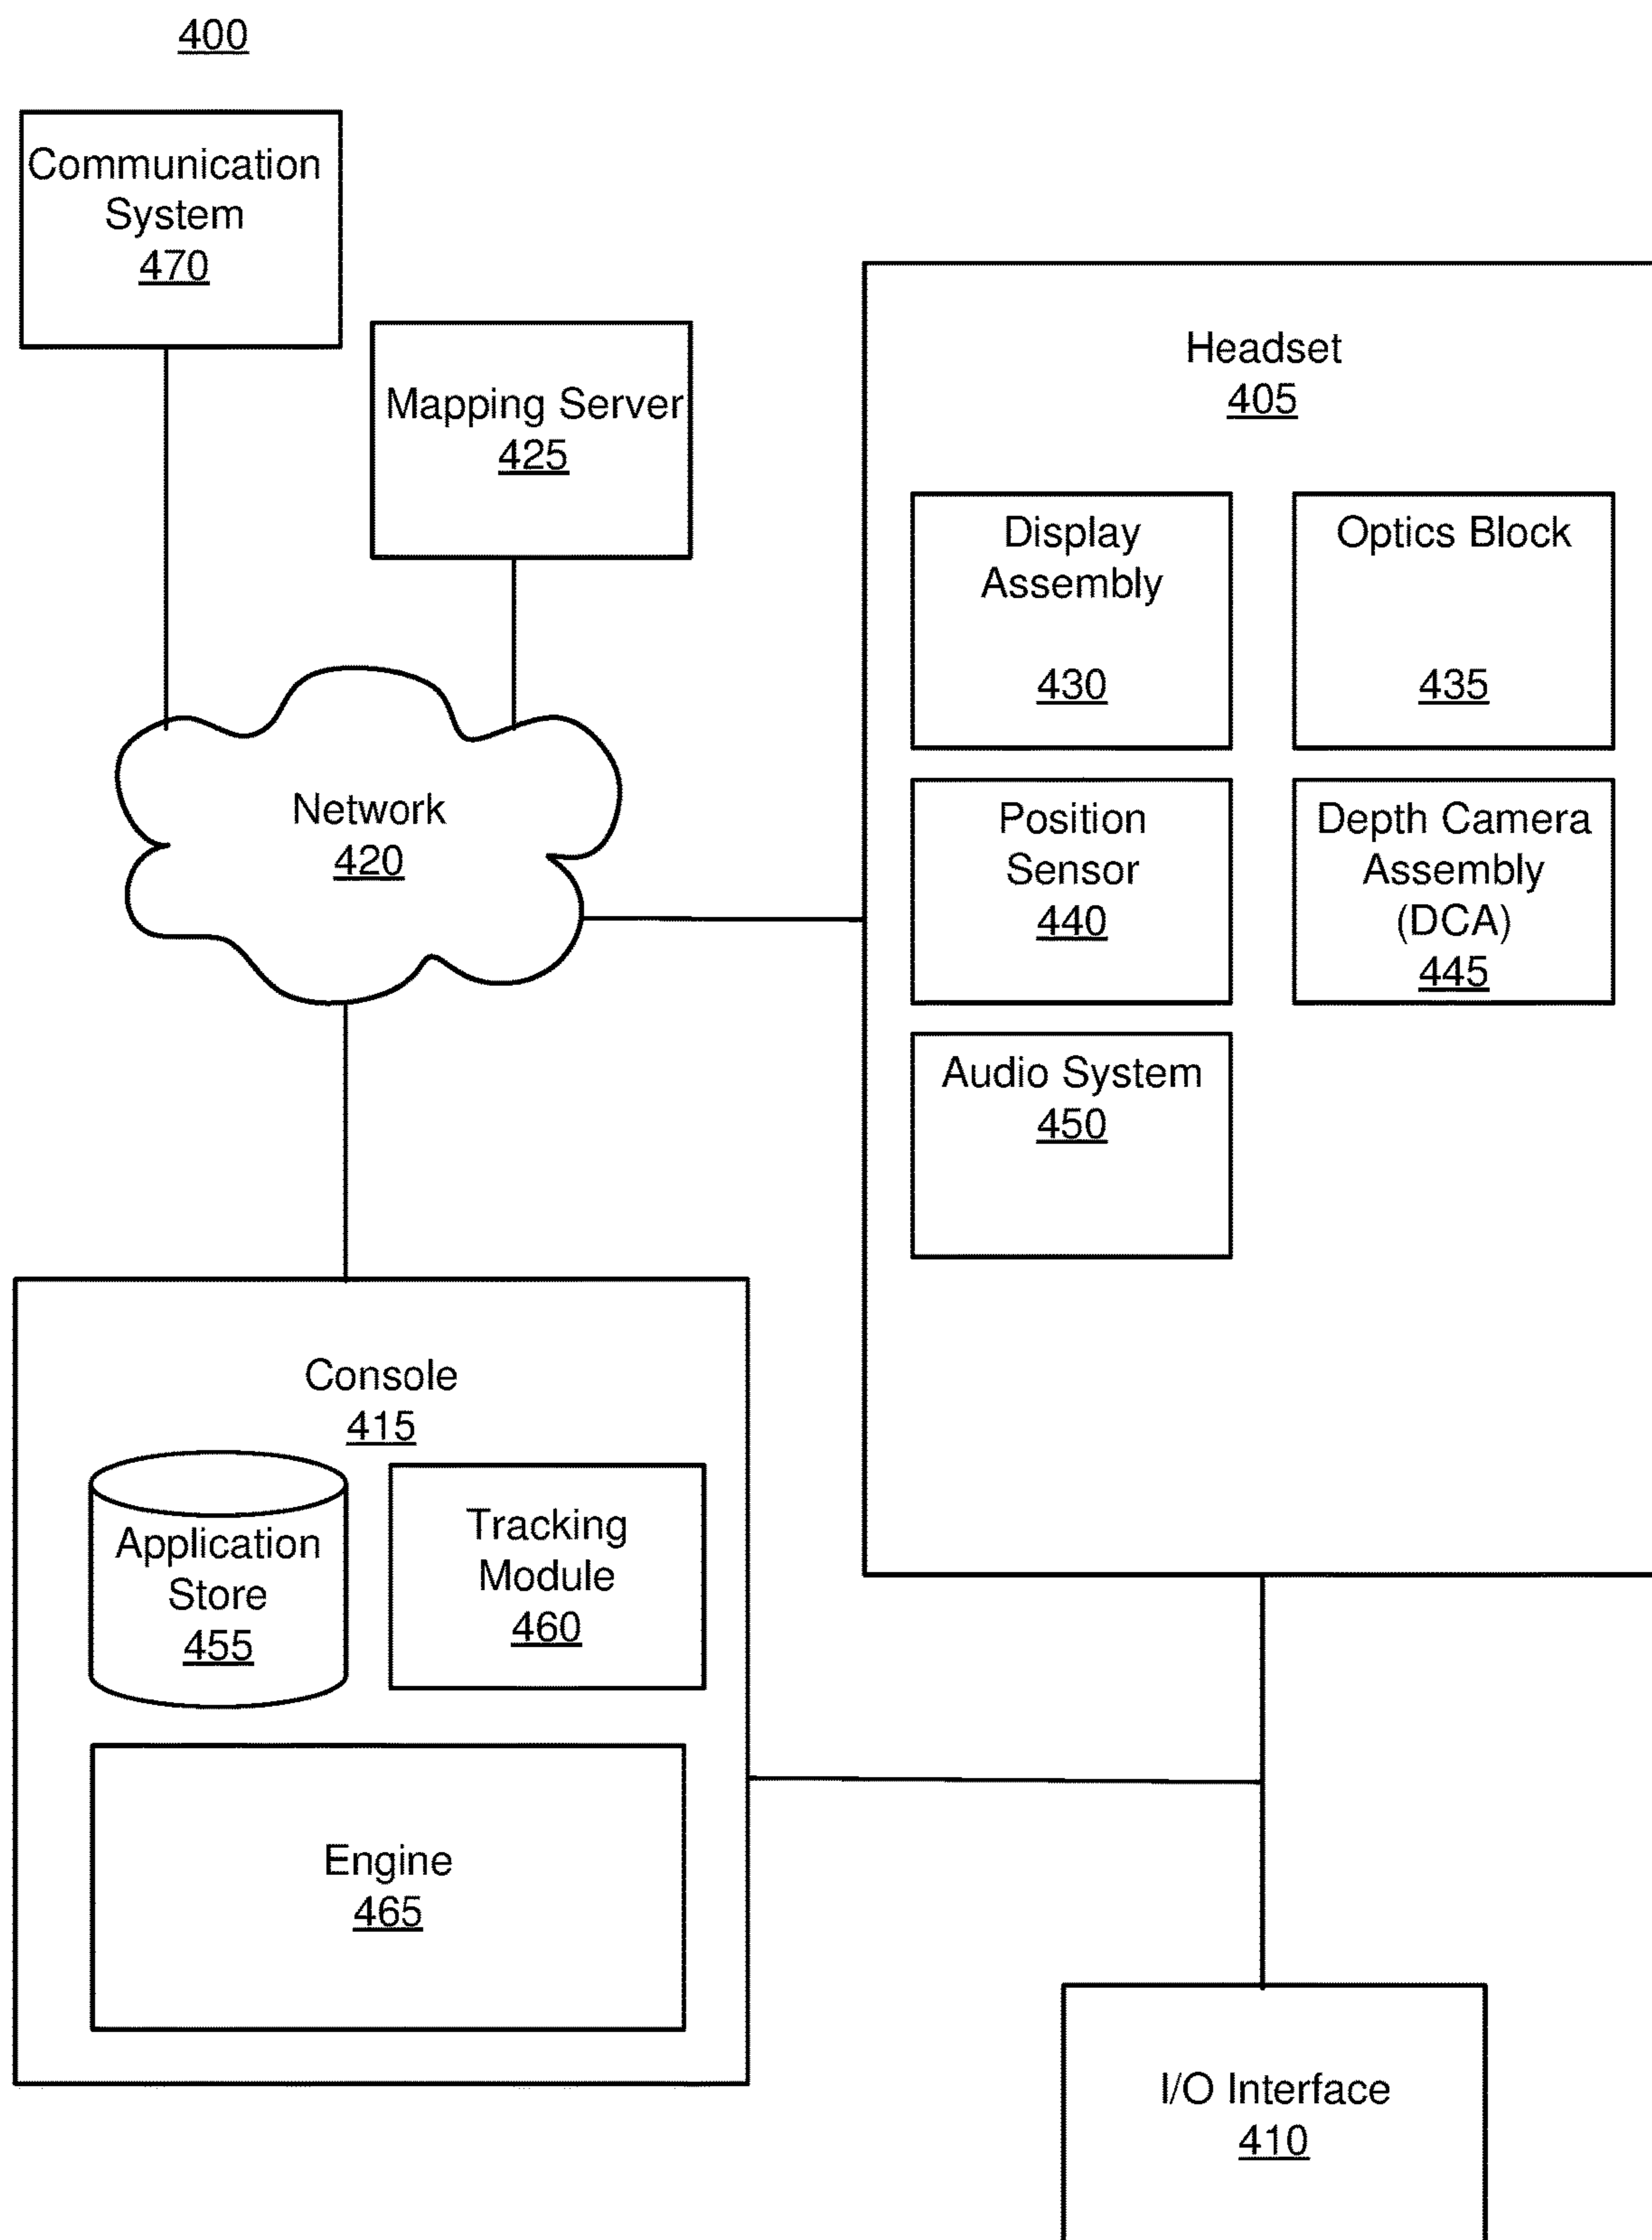 400
Communication
System
470
Mapping Server
425
Headset
405
Display
Assembly
430
Optics Block
435
Position
Sensor
440
Depth Camera
Assembly
(DCA)
445
Audio System
450
Network
420
Console
415
Application
Store
455
Tracking
Module
460
Engine
465
I/O Interface
410